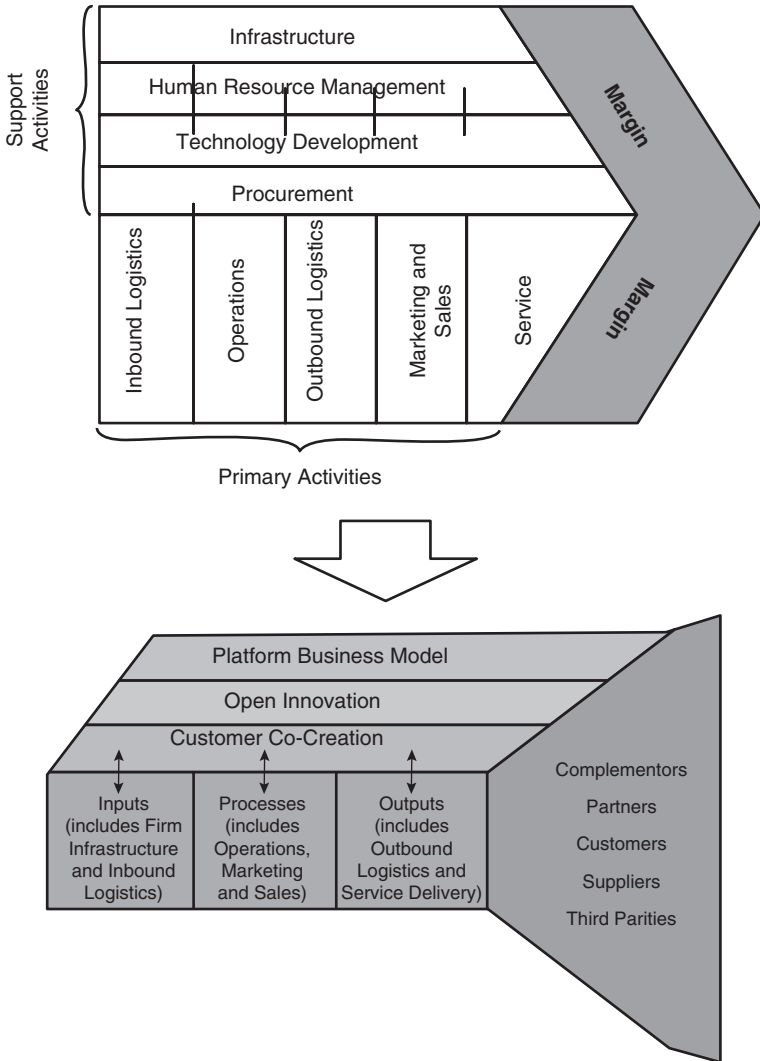 Support
Activities
Infrastructure
Human Resource Management
Technology Development
Procurement
Margin
Margin
Inbound Logistics
Operations
Outbound Logistics
Marketing and
Sales
Service
Primary Activities
Platform Business Model
Open Innovation
Customer Co-Creation
Inputs
(includes Firm
Infrastructure
and Inbound
Logistics)
Processes
(includes
Operations,
Marketing
and Sales)
Outputs
(includes
Outbound
Logistics and
Service Delivery)
Complementors
Partners
Customers
Suppliers
Third Parities